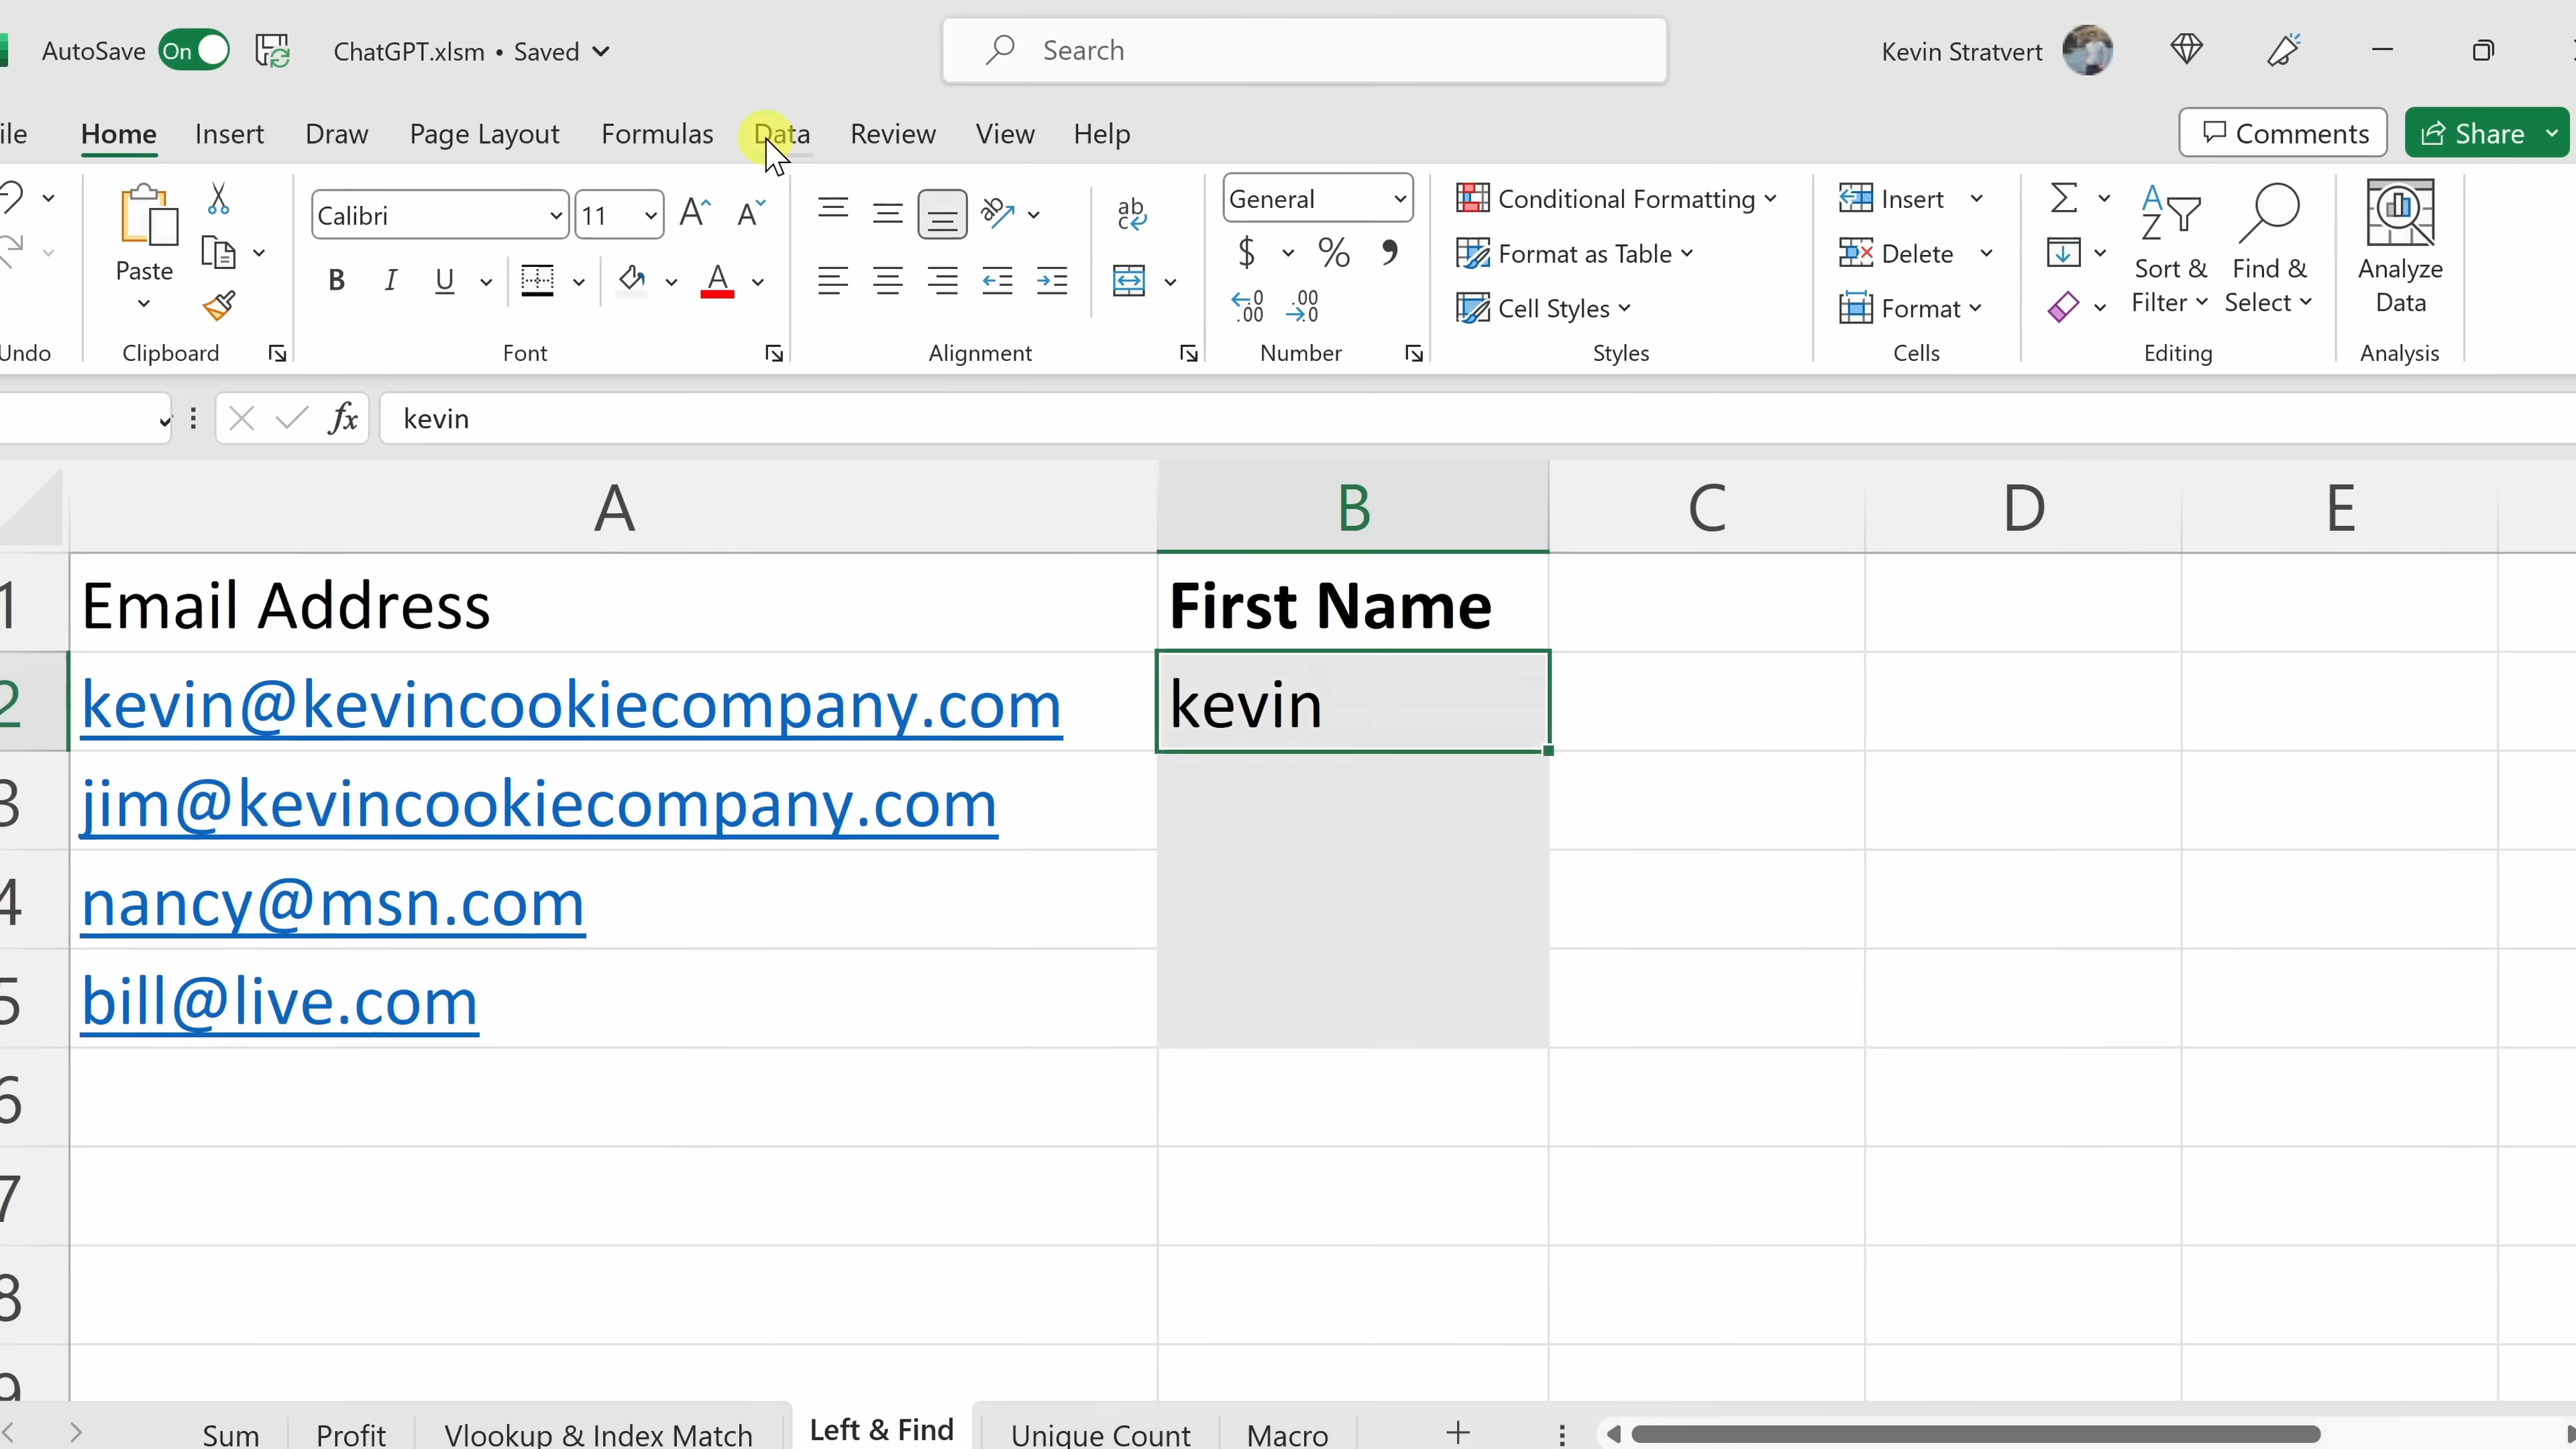 AutoSave On ChatGPT.xlsm • Saved Search Kevin Stratvert
ile Home Insert Draw Page Layout Formulas Data Review View Help Comments Share
Paste Calibri 11 General Conditional Formatting Insert Sort & Find & Analyze
B I U Format as Table Delete Filter Select Data
Cell Styles Format
Undo Clipboard Font Alignment Number Styles Cells Editing Analysis
fx kevin
A B C D E
1 Email Address First Name
2 kevin@kevincookiecompany.com kevin
3 jim@kevincookiecompany.com
4 nancy@msn.com
5 bill@live.com
6
7
8
9
Sum Profit Vlookup & Index Match Left & Find Unique Count Macro